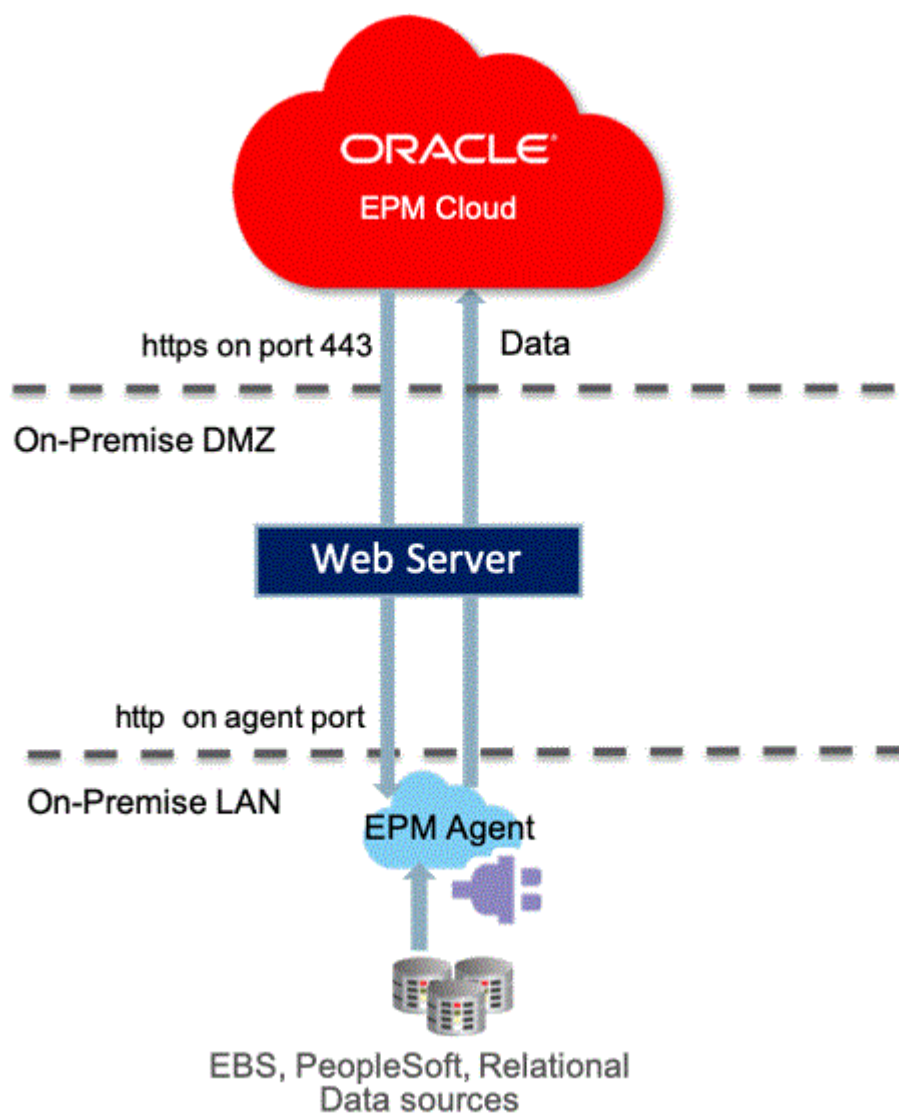 ORACLE®
EPM Cloud
https on port 443
Data
On-Premise DMZ
Web Server
http on agent port
On-Premise LAN
EPM Agent
EBS, PeopleSoft, Relational
Data sources